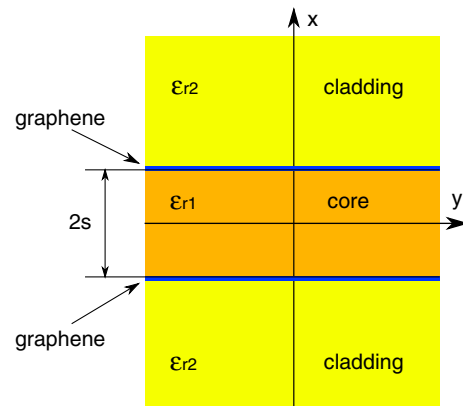 x
εr2 cladding
graphene
y
εr1 core
2s
graphene
εr2 cladding